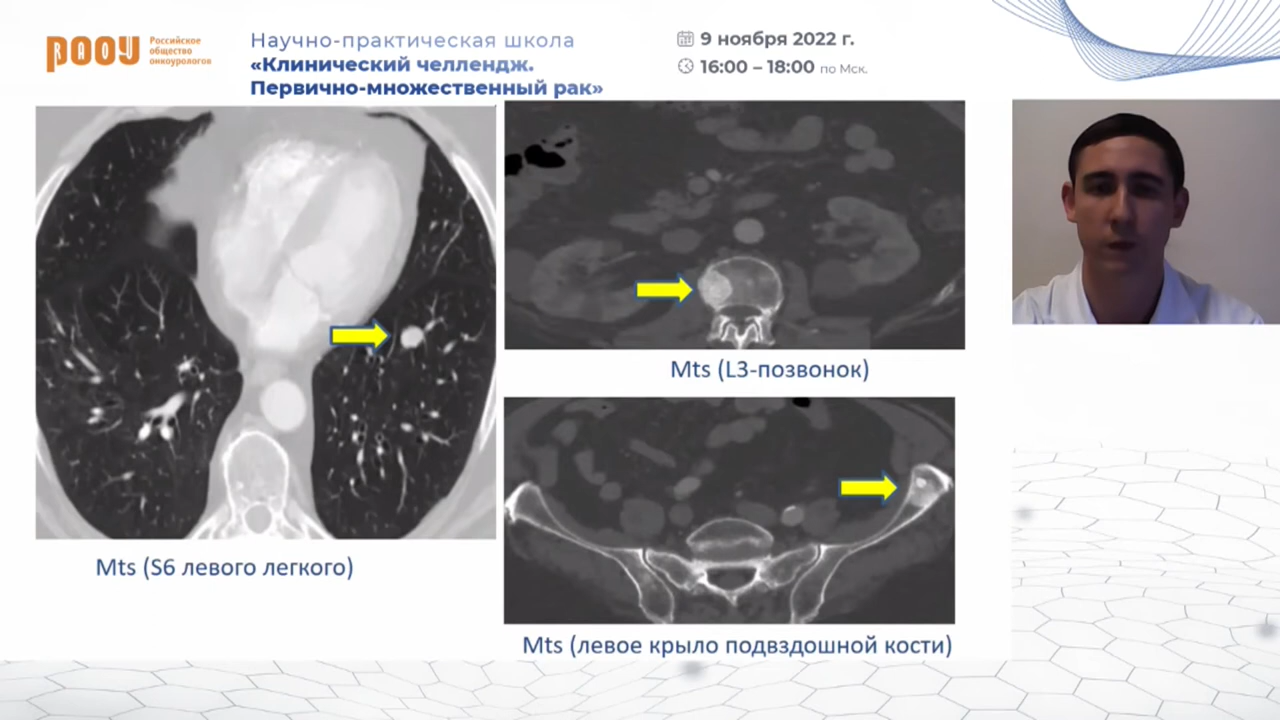 РАОУ
Российское
общество
онкоурологов
Научно-практическая школа
«Клинический челлендж.
Первично-множественный рак»
9 ноября 2022 г.
16:00 – 18:00 по Мск.
Mts (S6 левого легкого)
Mts (L3-позвонок)
Mts (левое крыло подвздошной кости)